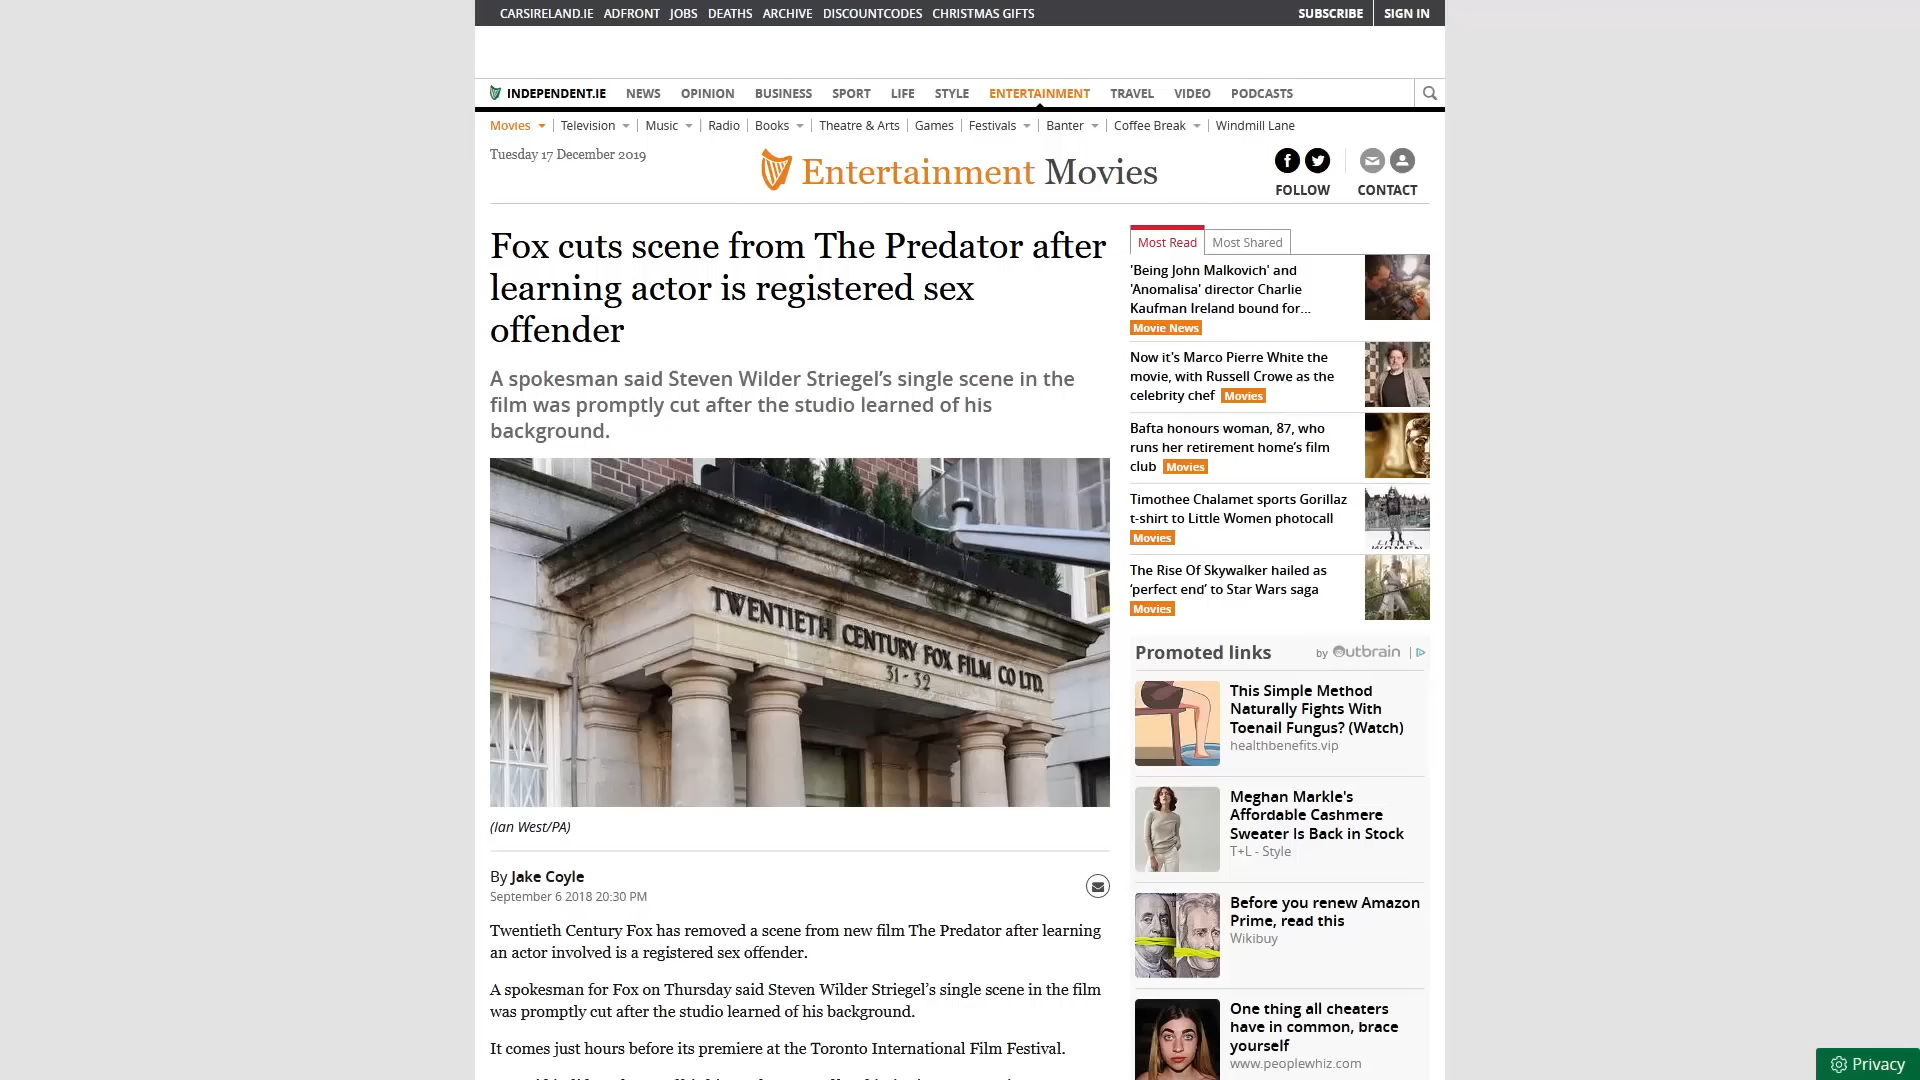 CARSIRELAND.IE ADFRONT JOBS DEATHS ARCHIVE DISCOUNTCODES CHRISTMAS GIFTS SUBSCRIBE SIGN IN
INDEPENDENT.IE NEWS OPINION BUSINESS SPORT LIFE STYLE ENTERTAINMENT TRAVEL VIDEO PODCASTS
Movies Television Music Radio Books Theatre & Arts Games Festivals Banter Coffee Break Windmill Lane
Tuesday 17 December 2019
Entertainment Movies
FOLLOW CONTACT
Fox cuts scene from The Predator after
learning actor is registered sex
offender
A spokesman said Steven Wilder Striegel’s single scene in the
film was promptly cut after the studio learned of his
background.
TWENTIETH CENTURY FOX FILM CO LTD.
31-32
(Ian West/PA)
By Jake Coyle
September 6 2018 20:30 PM
Twentieth Century Fox has removed a scene from new film The Predator after learning
an actor involved is a registered sex offender.
A spokesman for Fox on Thursday said Steven Wilder Striegel’s single scene in the film
was promptly cut after the studio learned of his background.
It comes just hours before its premiere at the Toronto International Film Festival.
Most Read Most Shared
'Being John Malkovich' and
'Anomalisa' director Charlie
Kaufman Ireland bound for...
Movie News
Now it's Marco Pierre White the
movie, with Russell Crowe as the
celebrity chef Movies
Bafta honours woman, 87, who
runs her retirement home’s film
club Movies
Timothee Chalamet sports Gorillaz
t-shirt to Little Women photocall
Movies
The Rise Of Skywalker hailed as
‘perfect end’ to Star Wars saga
Movies
Promoted links by Outbrain
This Simple Method
Naturally Fights With
Toenail Fungus? (Watch)
healthbenefits.vip
Meghan Markle's
Affordable Cashmere
Sweater Is Back in Stock
T+L - Style
Before you renew Amazon
Prime, read this
Wikibuy
One thing all cheaters
have in common, brace
yourself
www.peoplewhiz.com
Privacy